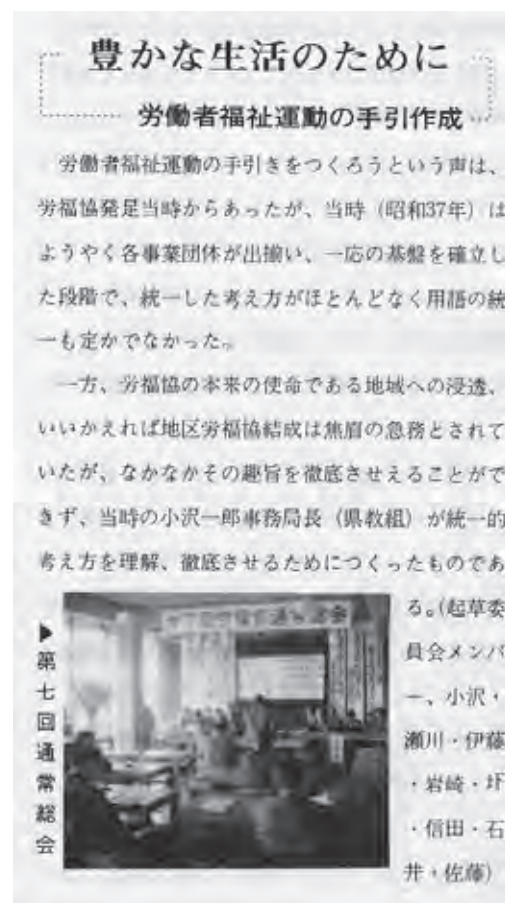 豊かな生活のために
労働者福祉運動の手引作成
労働者福祉運動の手引きをつくろうという声は、
労福協発足当時からあったが、当時（昭和37年）は
ようやく各事業団体が出揃い、一応の基盤を確立し
た段階で、統一した考え方がほとんどなく用語の統
一も定かでなかった。
一方、労福協の本来の使命である地域への浸透、
いいかえれば地区労福協結成は焦眉の急務とされて
いたが、なかなかその趣旨を徹底させえることがで
きず、当時の小沢一郎事務局長（県教組）が統一的
考え方を理解、徹底させるためにつくったものであ
る。(起草委
員会メンバ
ー、小沢・
瀬川・伊藤
・岩崎・圷
・信田・石
井・佐藤)
▶第七回通常総会